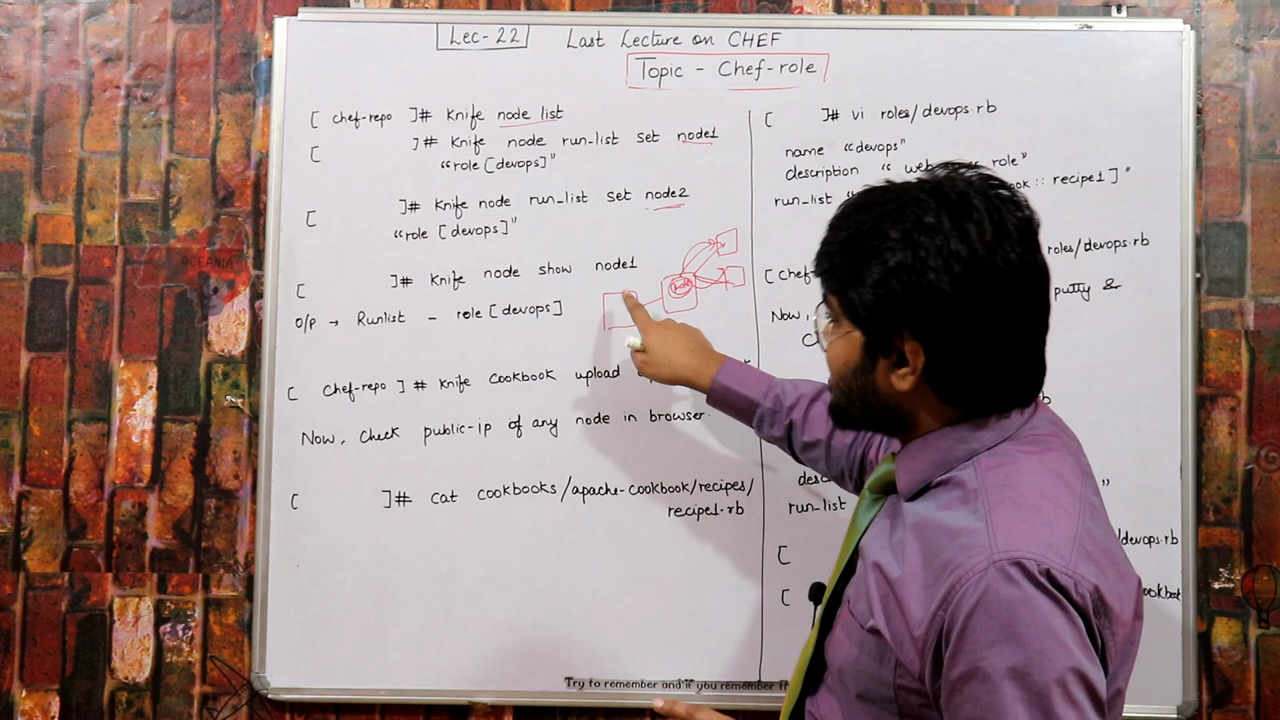 Lec-22 Last Lecture on CHEF
Topic - Chef-role
[ chef-repo ]# Knife node list
[ ]# Knife node run-list set node1
"role [devops]"
[ ]# Knife node run_list set node2
"role [devops]"
[ ]# Knife node show node1
O/P → Runlist - role [devops]
[ Chef-repo ] # Knife Cookbook upload
Now, Check public-ip of any node in browser.
[ ]# cat cookbooks/apache-cookbook/recipes/
recipe1.rb
[ ]# vi roles/devops.rb
name "devops"
description " web role"
run_list " :: recipe1 ] "
roles/devops.rb
[ chef
putty &
Now,
run_list "
[ /devops.rb
[
OCEANIA
Try to remember and if you remember